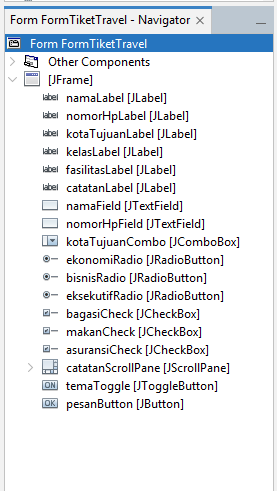 Form FormTiketTravel - Navigator
Form FormTiketTravel
Other Components
[JFrame]
label namaLabel [JLabel]
label nomorHpLabel [JLabel]
label kotaTujuanLabel [JLabel]
label kelasLabel [JLabel]
label fasilitasLabel [JLabel]
label catatanLabel [JLabel]
namaField [JTextField]
nomorHpField [JTextField]
kotaTujuanCombo [JComboBox]
ekonomiRadio [JRadioButton]
bisnisRadio [JRadioButton]
eksekutifRadio [JRadioButton]
bagasiCheck [JCheckBox]
makanCheck [JCheckBox]
asuransiCheck [JCheckBox]
catatanScrollPane [JScrollPane]
ON temaToggle [JToggleButton]
OK pesanButton [JButton]